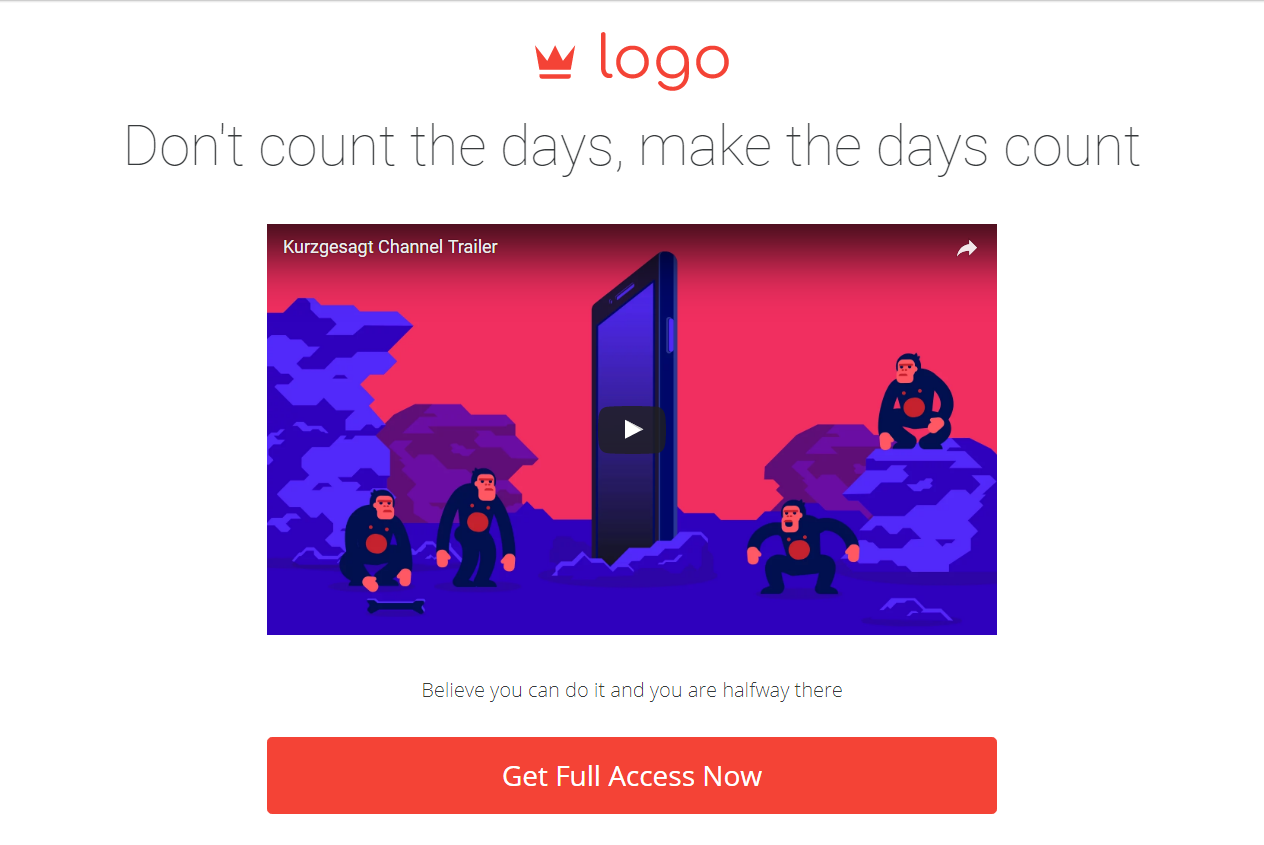 logo
Don't count the days, make the days count
Kurzgesagt Channel Trailer
Believe you can do it and you are halfway there
Get Full Access Now